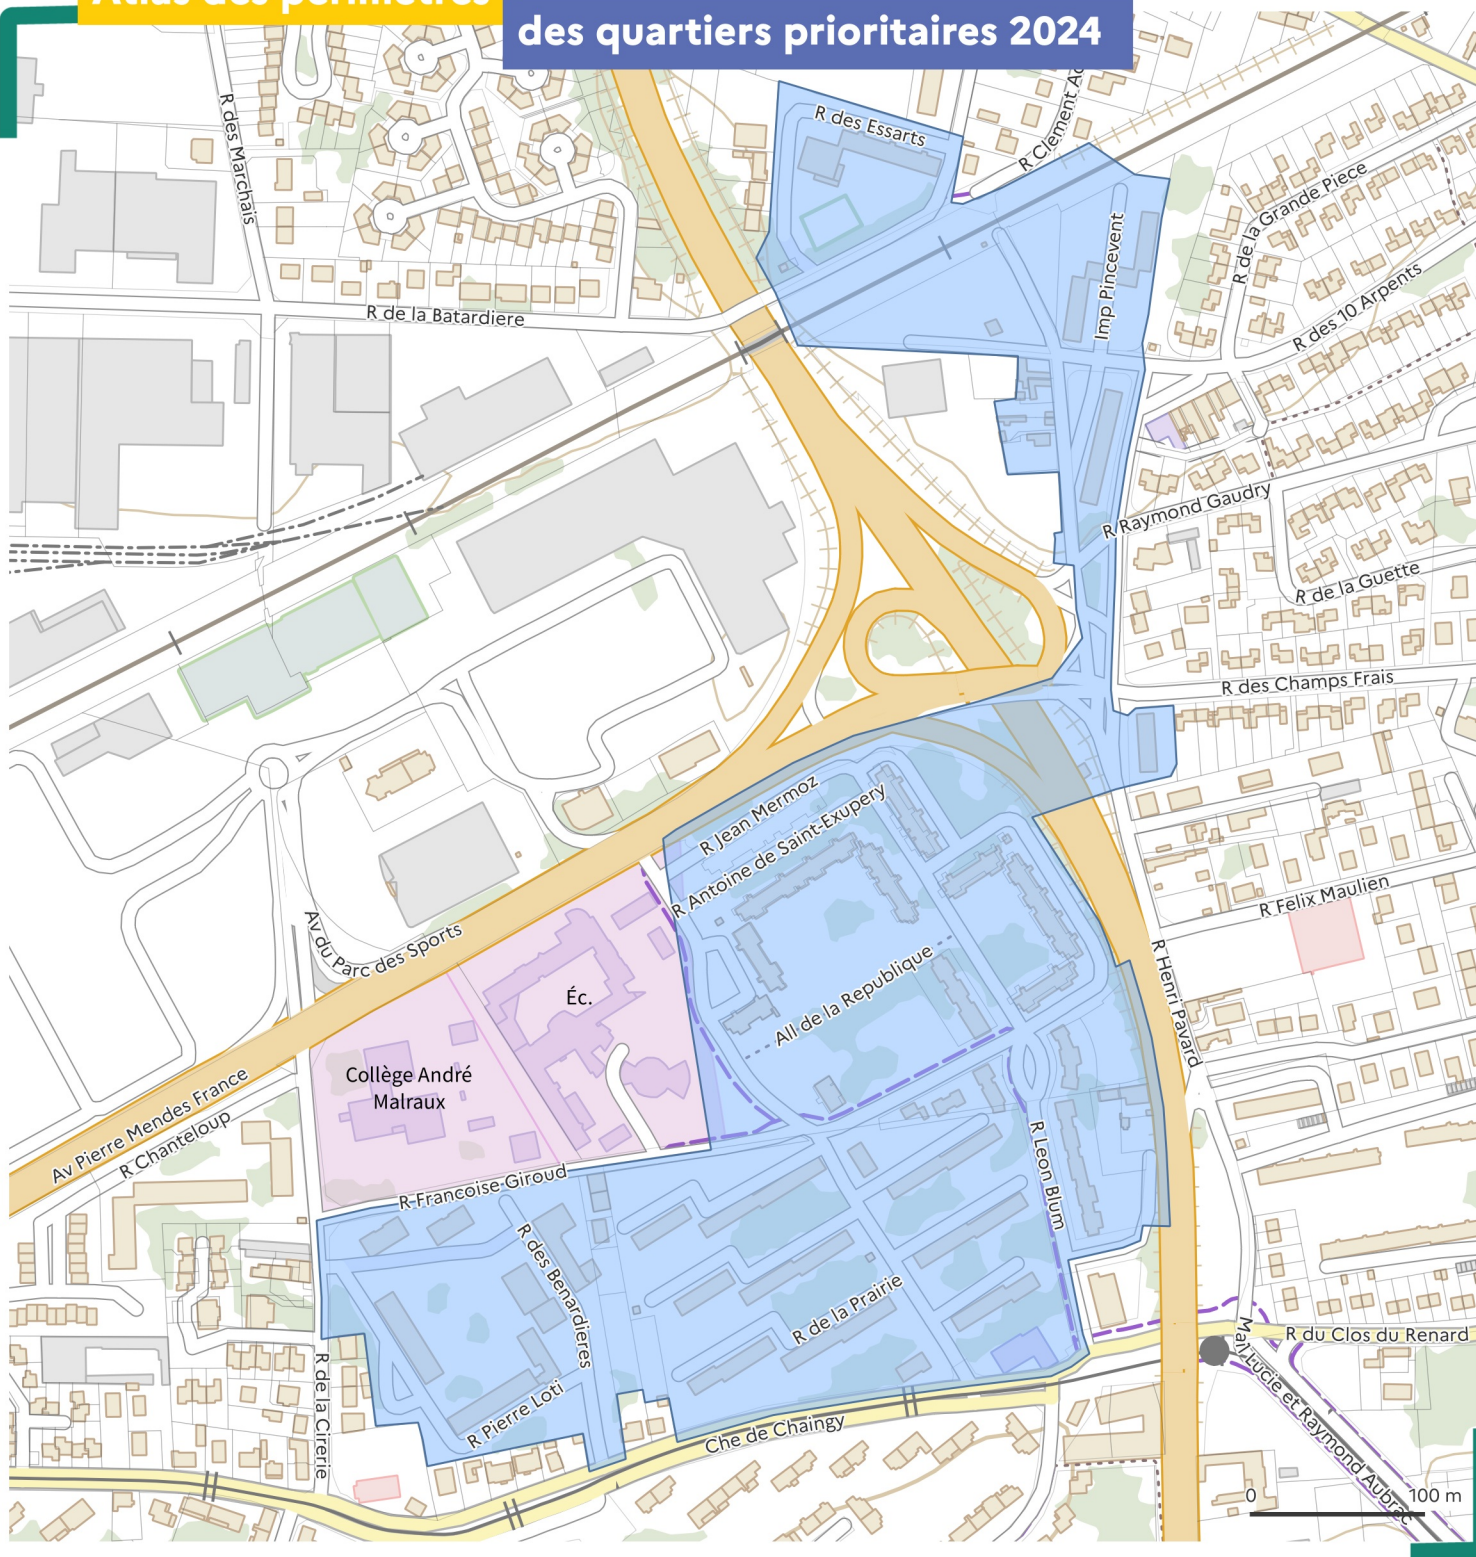 Atlas des périmètres
des quartiers prioritaires 2024
R des Essarts
R Clement Ad
R des Marchais
R de la Grande Piece
Imp Pincevent
R des 10 Arpents
R de la Batardiere
R Raymond Gaudry
R de la Guette
R des Champs Frais
R Jean Mermoz
R Antoine de Saint-Exupery
R Felix Maulien
Av du Parc des Sports
All de la Republique
R Henri Pavard
Éc.
Collège André
Malraux
Av Pierre Mendes France
R Chanteloup
R Leon Blum
R Francoise Giroud
R des Benardieres
R de la Prairie
R du Clos du Renard
R de la Cirerie
R Pierre Loti
Che de Chaingy
Mail Lucie et Raymond Aubrac
0 100 m